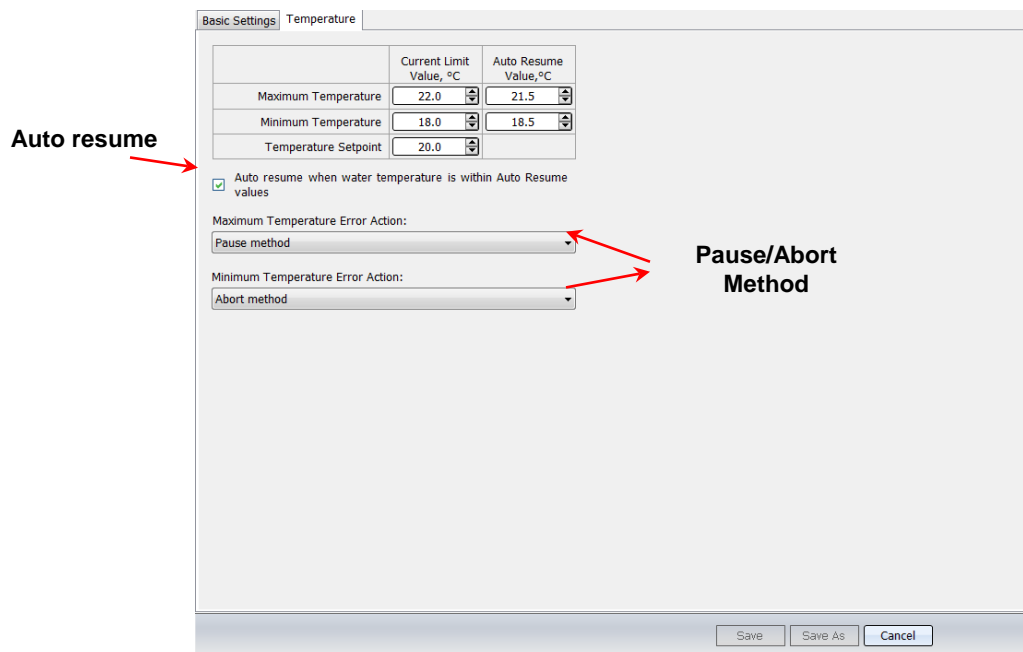 Basic Settings Temperature
Current Limit Value, ºC Auto Resume Value,ºC
Maximum Temperature 22.0 21.5
Minimum Temperature 18.0 18.5
Temperature Setpoint 20.0
Auto resume
Auto resume when water temperature is within Auto Resume
values
Maximum Temperature Error Action:
Pause method
Minimum Temperature Error Action:
Abort method
Pause/Abort
Method
Save Save As Cancel